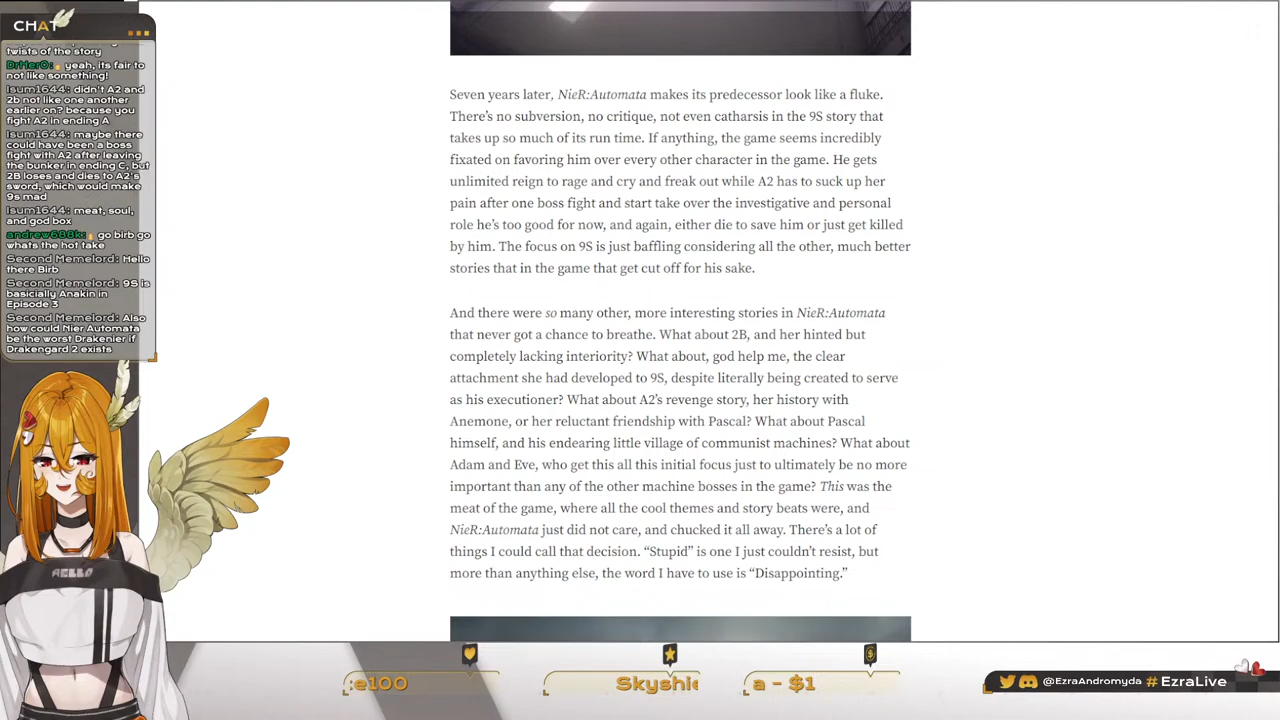 CHAT
twists of the story
DrHer0: yeah, its fair to
not like something!
Isum1644: didn't A2 and
2b not like one another
earlier on? because you
fight A2 in ending A
Isum1644: maybe there
could have been a boss
fight with A2 after leaving
the bunker in ending C, but
2B loses and dies to A2's
sword, which would make
9s mad
Isum1644: meat, soul,
and god box
andrew688k: go birb go
whats the hot take
Second Memelord: Hello
there Birb
Second Memelord: 9S is
basicially Anakin in
Episode 3
Second Memelord: Also
how could Nier Automata
be the worst Drakenier if
Drakengard 2 exists
Seven years later, NieR:Automata makes its predecessor look like a fluke.
There's no subversion, no critique, not even catharsis in the 9S story that
takes up so much of its run time. If anything, the game seems incredibly
fixated on favoring him over every other character in the game. He gets
unlimited reign to rage and cry and freak out while A2 has to suck up her
pain after one boss fight and start take over the investigative and personal
role he's too good for now, and again, either die to save him or just get killed
by him. The focus on 9S is just baffling considering all the other, much better
stories that in the game that get cut off for his sake.
And there were so many other, more interesting stories in NieR:Automata
that never got a chance to breathe. What about 2B, and her hinted but
completely lacking interiority? What about, god help me, the clear
attachment she had developed to 9S, despite literally being created to serve
as his executioner? What about A2's revenge story, her history with
Anemone, or her reluctant friendship with Pascal? What about Pascal
himself, and his endearing little village of communist machines? What about
Adam and Eve, who get this all this initial focus just to ultimately be no more
important than any of the other machine bosses in the game? This was the
meat of the game, where all the cool themes and story beats were, and
NieR:Automata just did not care, and chucked it all away. There's a lot of
things I could call that decision. “Stupid” is one I just couldn't resist, but
more than anything else, the word I have to use is “Disappointing.”
:e100
Skyshie
a - $1
@EzraAndromyda # EzraLive